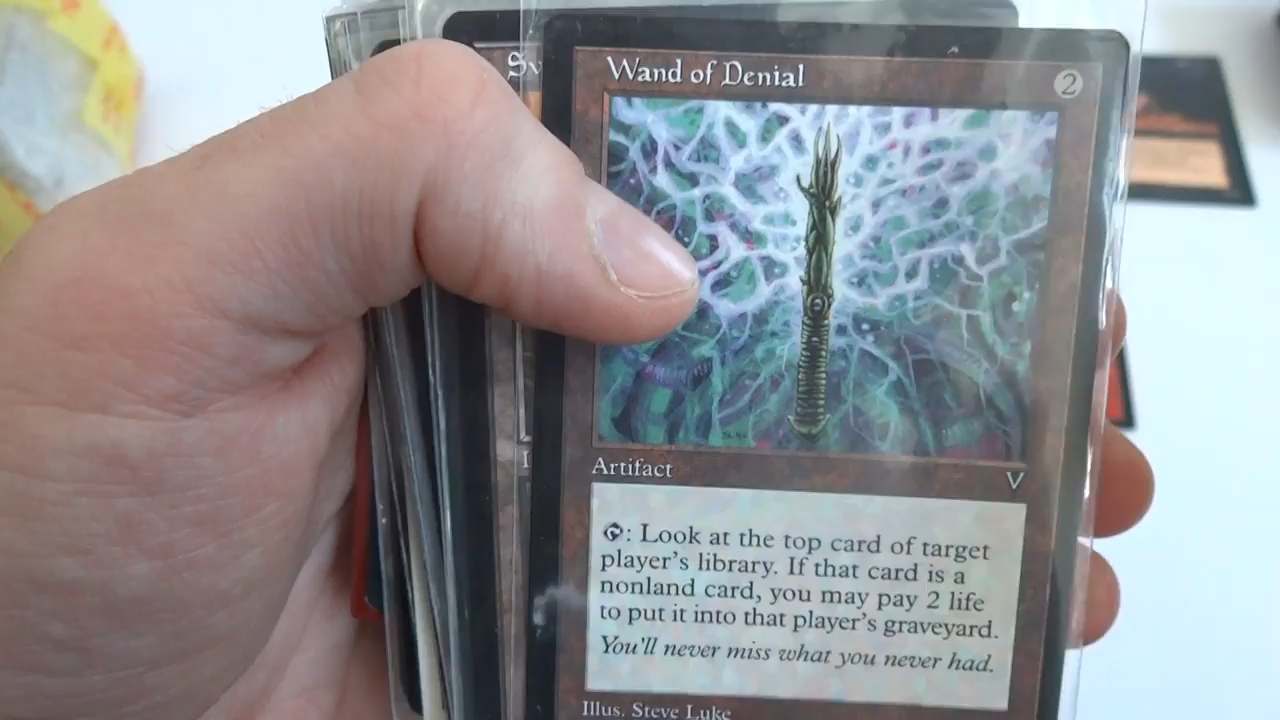 Wand of Denial
2
Artifact
V
: Look at the top card of target
player's library. If that card is a
nonland card, you may pay 2 life
to put it into that player's graveyard.
You'll never miss what you never had.
Illus. Steve Luke